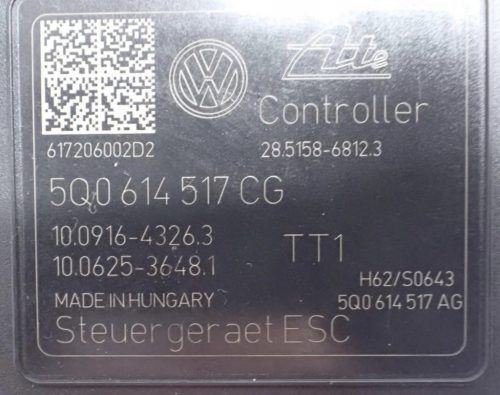 Ate
Controller
617206002D2
28.5158-6812.3
5Q0 614 517 CG
10.0916-4326.3
10.0625-3648.1
TT1
H62/S0643
MADE IN HUNGARY
5Q0 614 517 AG
Steuergeraet ESC